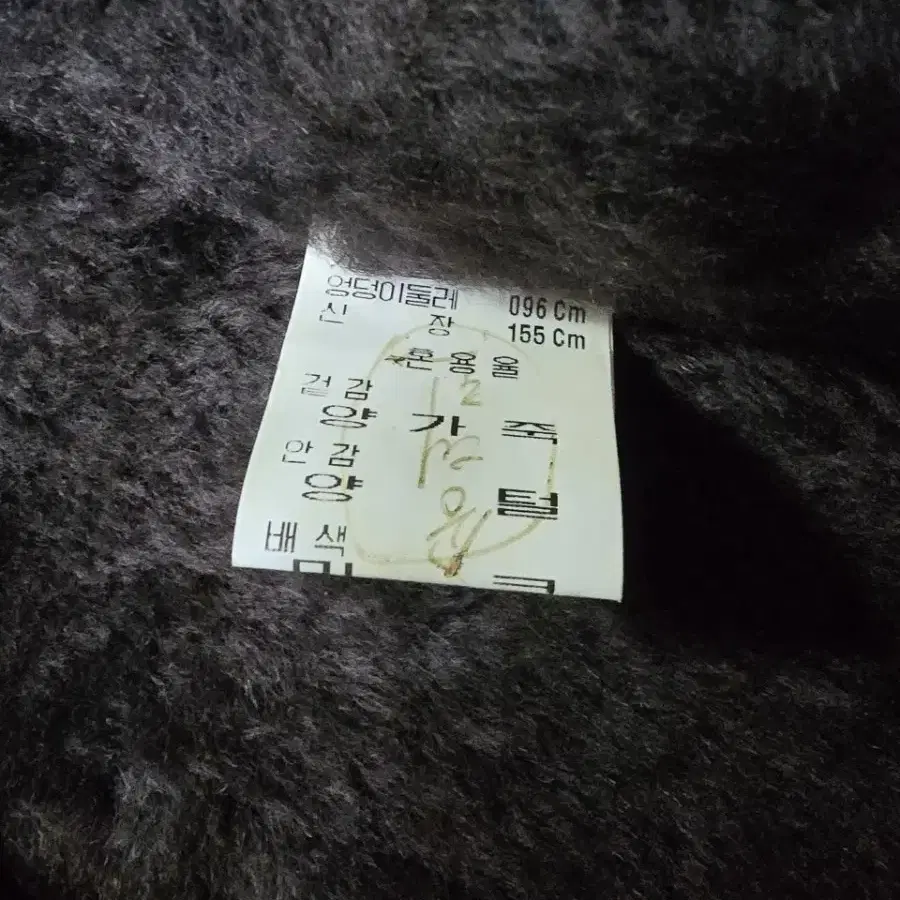 엉덩이둘레 096 Cm
신 장 155 Cm
혼 용 율
겉 감
양 가 죽
안 감
양 털
배 색